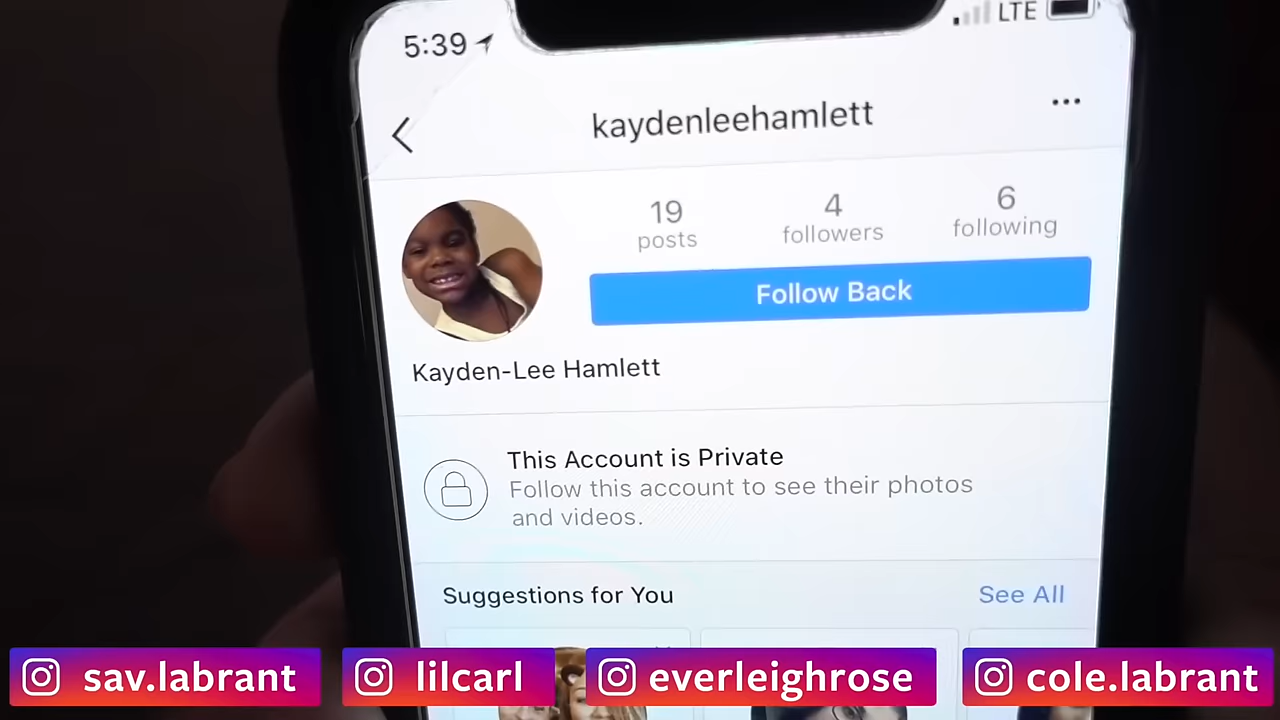 5:39
LTE
kaydenleehamlett
19
posts
4
followers
6
following
Follow Back
Kayden-Lee Hamlett
This Account is Private
Follow this account to see their photos
and videos.
Suggestions for You
See All
sav.labrant
lilcarl
everleighrose
cole.labrant